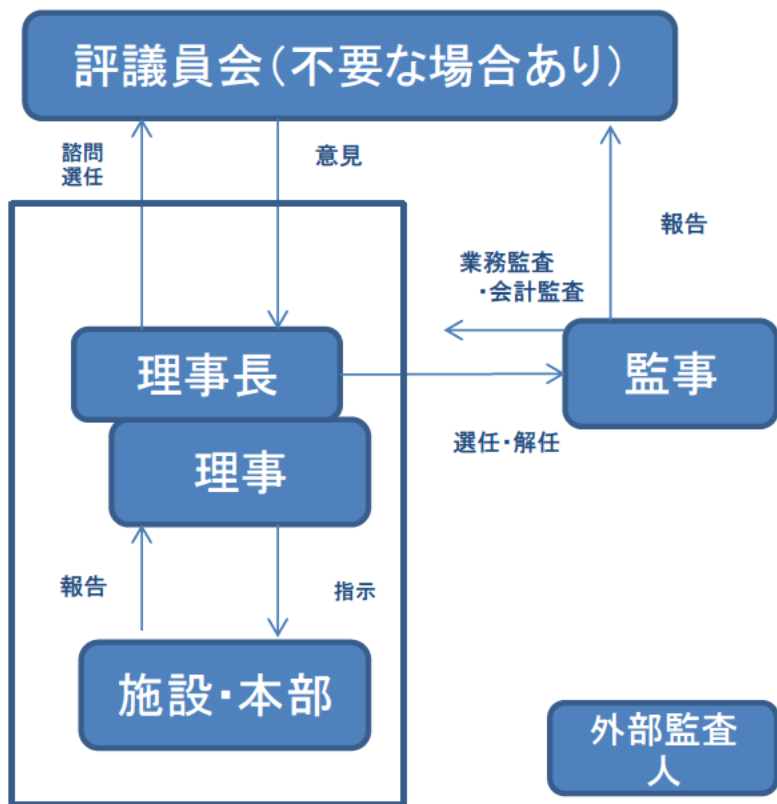 評議員会(不要な場合あり)
諮問
選任
意見
報告
業務監査
・会計監査
理事長
監事
選任・解任
理事
報告
指示
施設・本部
外部監査
人